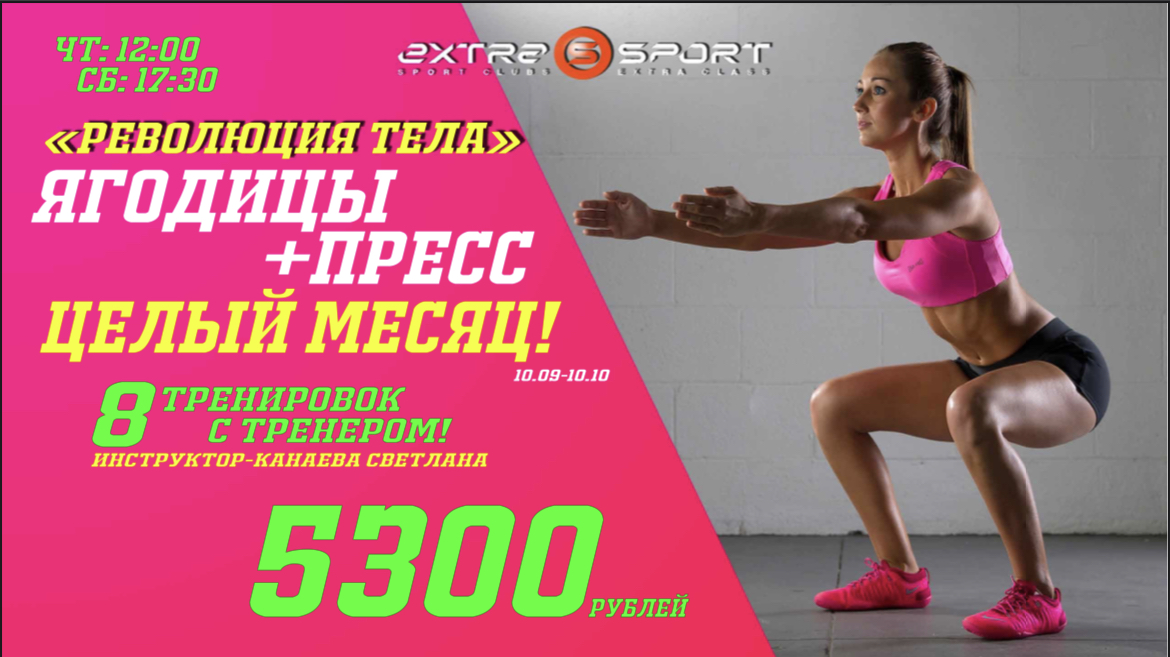 ЧТ: 12:00
СБ: 17:30
EXTRA S SPORT
SPORT CLUBS EXTRA CLASS
«РЕВОЛЮЦИЯ ТЕЛА»
ЯГОДИЦЫ
+ПРЕСС
ЦЕЛЫЙ МЕСЯЦ!
10.09-10.10
8 ТРЕНИРОВОК
С ТРЕНЕРОМ!
ИНСТРУКТОР-КАНАЕВА СВЕТЛАНА
5300 РУБЛЕЙ